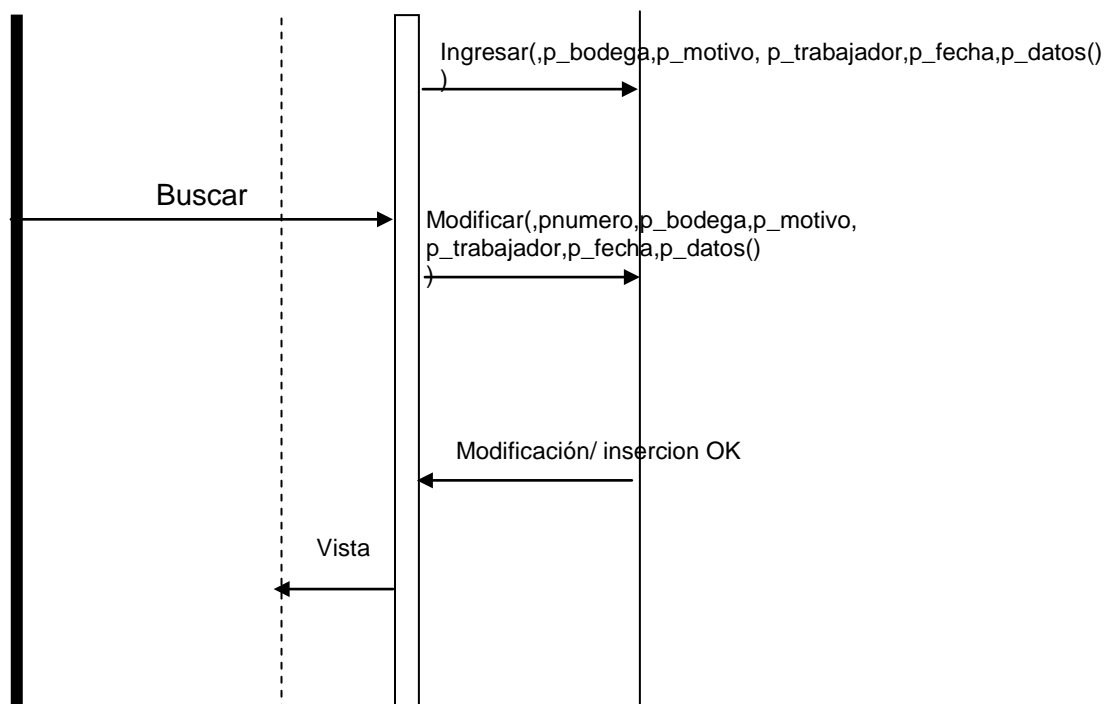 Ingresar(,p_bodega,p_motivo, p_trabajador,p_fecha,p_datos()
)
Buscar
Modificar(,pnumero,p_bodega,p_motivo,
p_trabajador,p_fecha,p_datos()
)
Modificación/ insercion OK
Vista